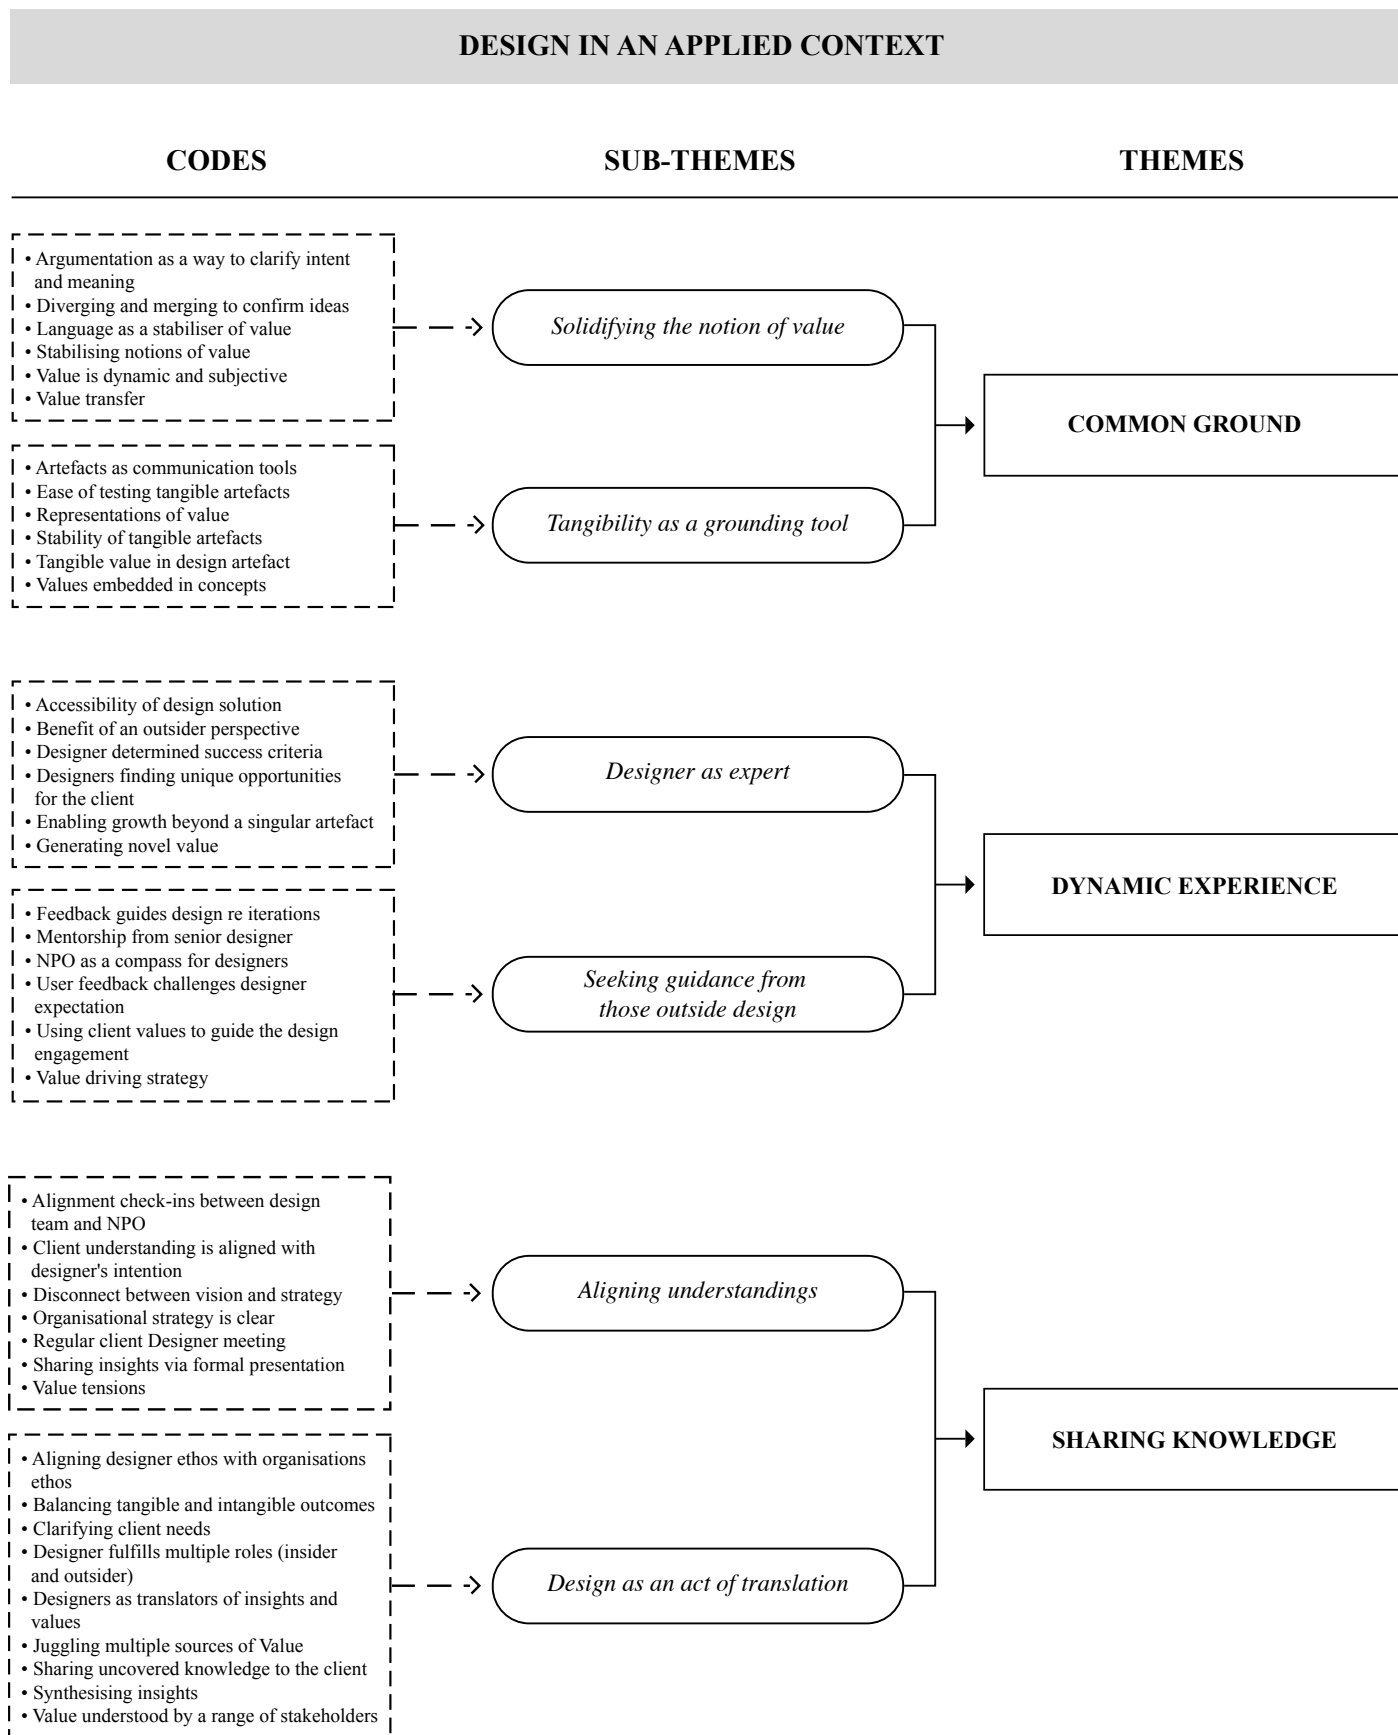 DESIGN IN AN APPLIED CONTEXT
CODES
SUB-THEMES
THEMES
• Argumentation as a way to clarify intent
and meaning
• Diverging and merging to confirm ideas
• Language as a stabiliser of value
• Stabilising notions of value
• Value is dynamic and subjective
• Value transfer
Solidifying the notion of value
• Artefacts as communication tools
• Ease of testing tangible artefacts
• Representations of value
• Stability of tangible artefacts
• Tangible value in design artefact
• Values embedded in concepts
Tangibility as a grounding tool
COMMON GROUND
• Accessibility of design solution
• Benefit of an outsider perspective
• Designer determined success criteria
• Designers finding unique opportunities
for the client
• Enabling growth beyond a singular artefact
• Generating novel value
Designer as expert
• Feedback guides design re iterations
• Mentorship from senior designer
• NPO as a compass for designers
• User feedback challenges designer
expectation
• Using client values to guide the design
engagement
• Value driving strategy
Seeking guidance from
those outside design
DYNAMIC EXPERIENCE
• Alignment check-ins between design
team and NPO
• Client understanding is aligned with
designer's intention
• Disconnect between vision and strategy
• Organisational strategy is clear
• Regular client Designer meeting
• Sharing insights via formal presentation
• Value tensions
Aligning understandings
• Aligning designer ethos with organisations
ethos
• Balancing tangible and intangible outcomes
• Clarifying client needs
• Designer fulfills multiple roles (insider
and outsider)
• Designers as translators of insights and
values
• Juggling multiple sources of Value
• Sharing uncovered knowledge to the client
• Synthesising insights
• Value understood by a range of stakeholders
Design as an act of translation
SHARING KNOWLEDGE